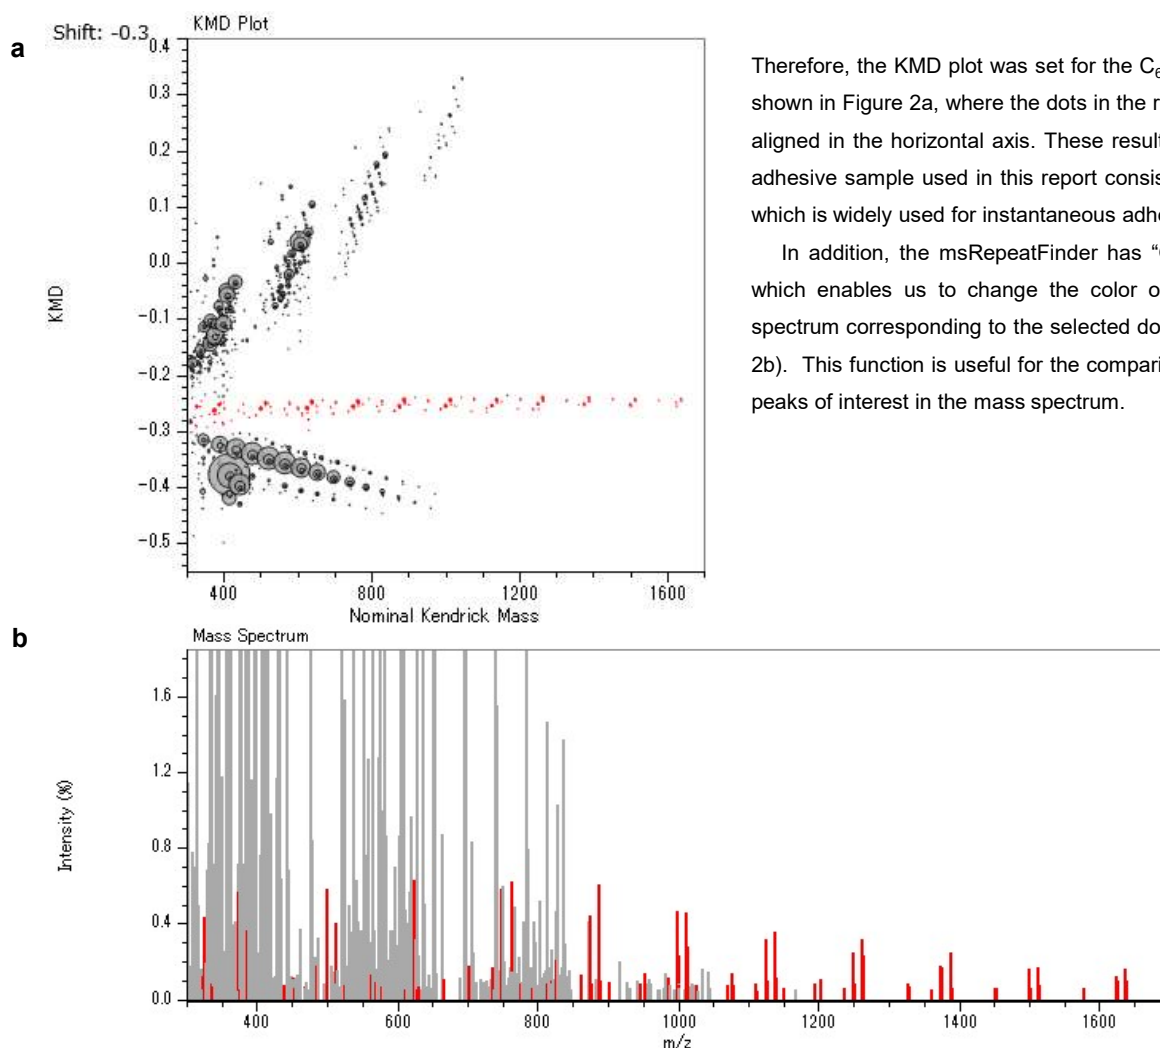 a
Shift: -0.3
KMD Plot
0.4
0.3
0.2
0.1
0.0
-0.1
-0.2
-0.3
-0.4
-0.5
KMD
400 800 1200 1600
Nominal Kendrick Mass
Therefore, the KMD plot was set for the C6
shown in Figure 2a, where the dots in the r
aligned in the horizontal axis. These result
adhesive sample used in this report consis
which is widely used for instantaneous adh
In addition, the msRepeatFinder has “
which enables us to change the color o
spectrum corresponding to the selected do
2b). This function is useful for the compari
peaks of interest in the mass spectrum.
b
Mass Spectrum
1.6
1.2
0.8
0.4
0.0
Intensity (%)
400 600 800 1000 1200 1400 1600
m/z